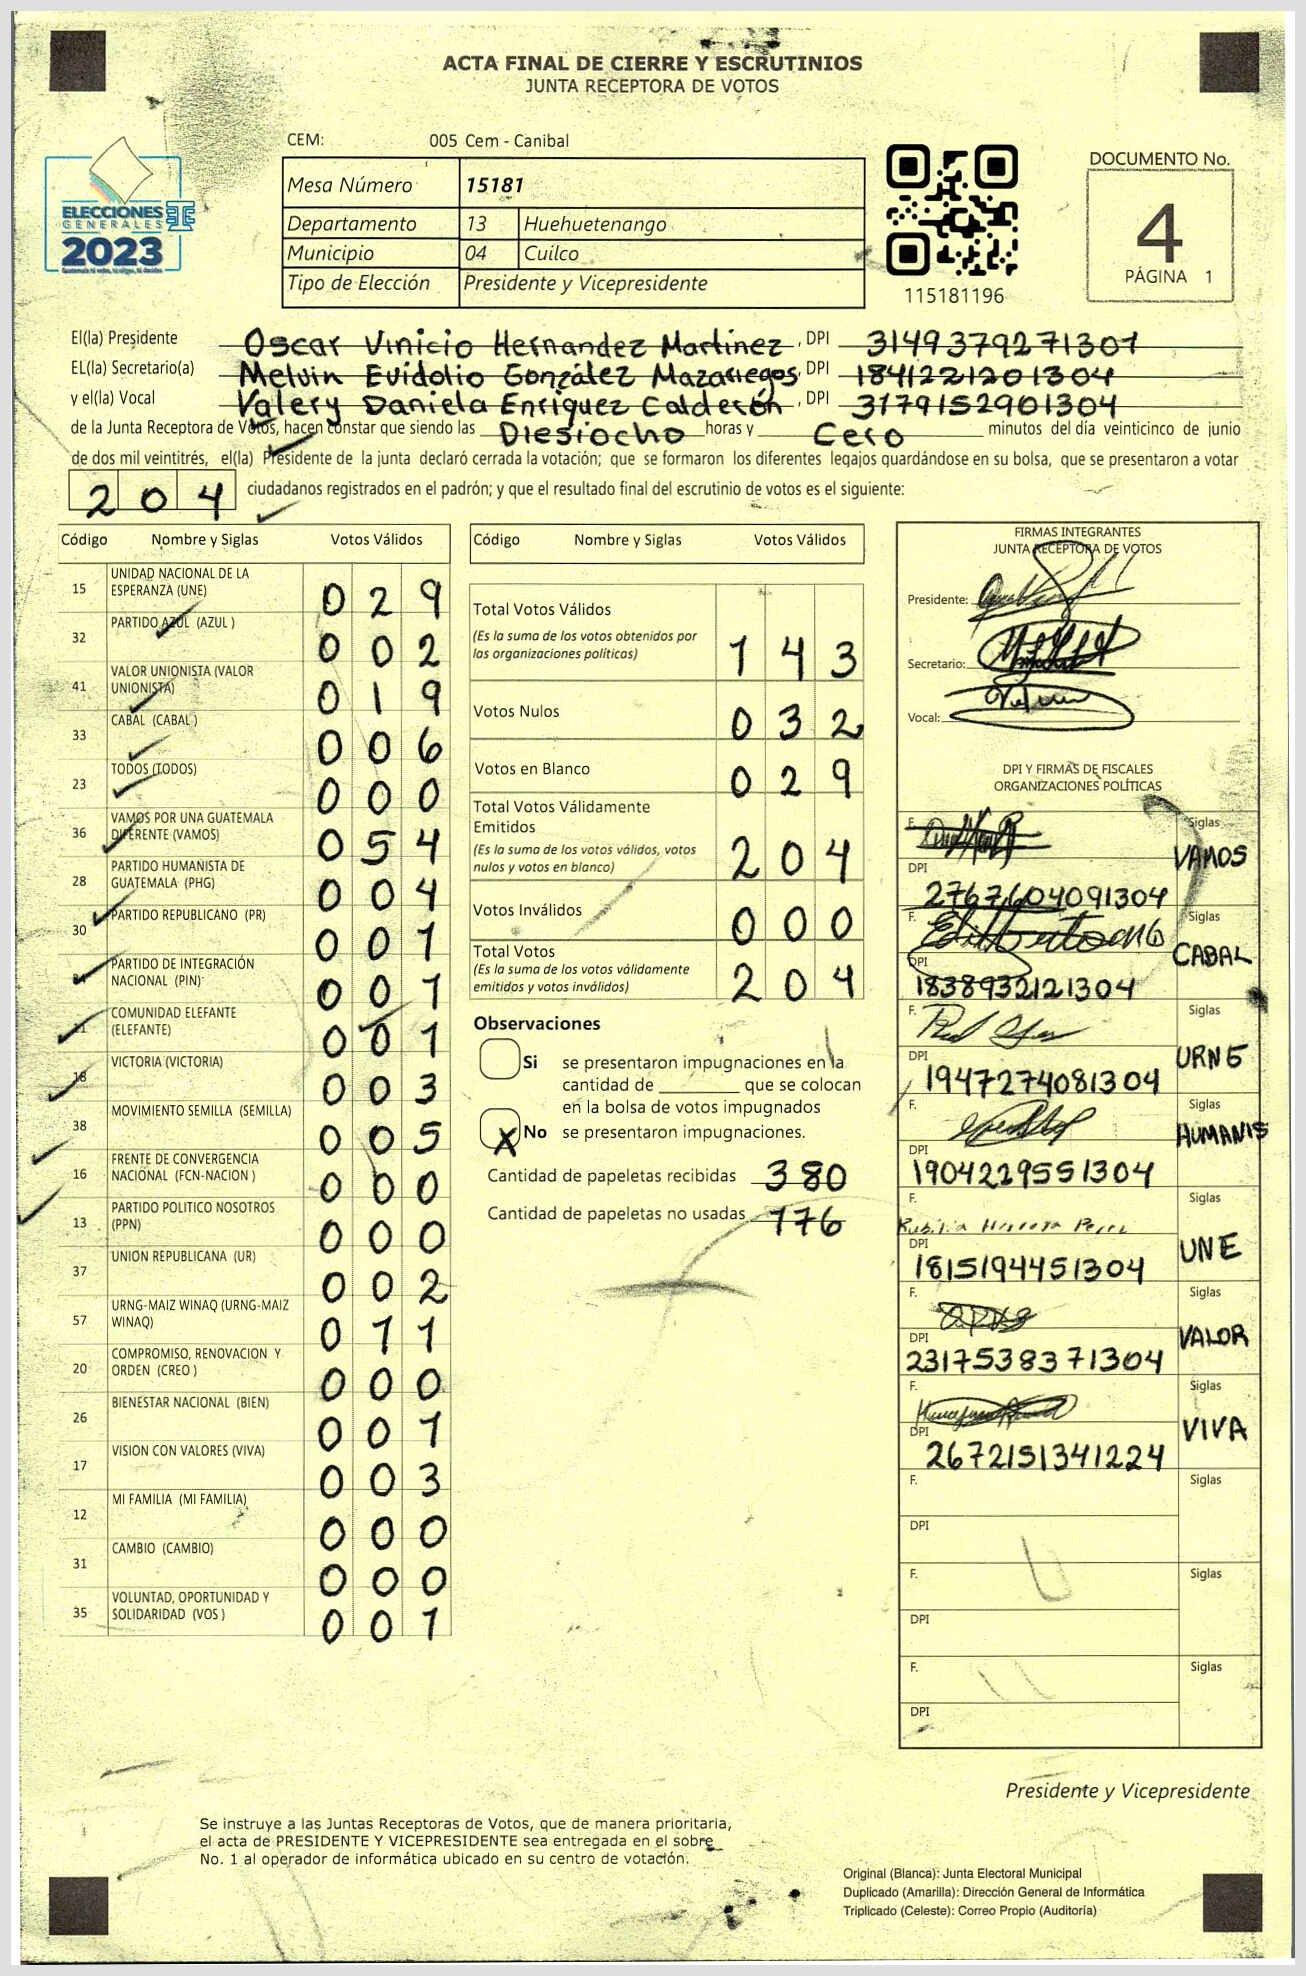 ACTA FINAL DE CIERRE Y ESCRUTINIOS
JUNTA RECEPTORA DE VOTOS
CEM: 005 Cem - Canibal
Mesa Número 15181
Departamento 13 Huehuetenango
Municipio 04 Cuilco
Tipo de Elección Presidente y Vicepresidente
ELECCIONES
GENERALES
2023
115181196
DOCUMENTO No.
4
PÁGINA 1
El(la) Presidente Oscar Vinicio Hernandez Martinez, DPI 3149379271301
EL(la) Secretario(a) Melvin Evidolio González Mazariegos, DPI 1841221201304
y el(la) Vocal Valery Daniela Enriquez Calderón, DPI 3179152901304
de la Junta Receptora de Votos, hacen constar que siendo las Diesiocho horas y Cero minutos del día veinticinco de junio
de dos mil veintitrés, el(la) Presidente de la junta declaró cerrada la votación; que se formaron los diferentes legajos quardándose en su bolsa, que se presentaron a votar
204 ciudadanos registrados en el padrón; y que el resultado final del escrutinio de votos es el siguiente:
Código Nombre y Siglas Votos Válidos
15 UNIDAD NACIONAL DE LA ESPERANZA (UNE) 029
32 PARTIDO AZUL (AZUL ) 002
41 VALOR UNIONISTA (VALOR UNIONISTA) 019
33 CABAL (CABAL ) 006
23 TODOS (TODOS) 000
36 VAMOS POR UNA GUATEMALA DIFERENTE (VAMOS) 054
28 PARTIDO HUMANISTA DE GUATEMALA (PHG) 004
30 PARTIDO REPUBLICANO (PR) 001
PARTIDO DE INTEGRACIÓN NACIONAL (PIN) 001
COMUNIDAD ELEFANTE (ELEFANTE) 001
18 VICTORIA (VICTORIA) 003
38 MOVIMIENTO SEMILLA (SEMILLA) 005
16 FRENTE DE CONVERGENCIA NACIONAL (FCN-NACION ) 000
13 PARTIDO POLITICO NOSOTROS (PPN) 000
37 UNION REPUBLICANA (UR) 002
57 URNG-MAIZ WINAQ (URNG-MAIZ WINAQ) 011
20 COMPROMISO, RENOVACION Y ORDEN (CREO ) 000
26 BIENESTAR NACIONAL (BIEN) 001
17 VISION CON VALORES (VIVA) 003
12 MI FAMILIA (MI FAMILIA) 000
31 CAMBIO (CAMBIO) 000
35 VOLUNTAD, OPORTUNIDAD Y SOLIDARIDAD (VOS ) 001
Código Nombre y Siglas Votos Válidos
Total Votos Válidos
(Es la suma de los votos obtenidos por
las organizaciones políticas) 143
Votos Nulos 032
Votos en Blanco 029
Total Votos Válidamente
Emitidos
(Es la suma de los votos válidos, votos
nulos y votos en blanco) 204
Votos Inválidos 000
Total Votos
(Es la suma de los votos válidamente
emitidos y votos inválidos) 204
Observaciones
Si se presentaron impugnaciones en la
cantidad de ________ que se colocan
en la bolsa de votos impugnados
X No se presentaron impugnaciones.
Cantidad de papeletas recibidas 380
Cantidad de papeletas no usadas 176
FIRMAS INTEGRANTES
JUNTA RECEPTORA DE VOTOS
Presidente:
Secretario:
Vocal:
DPI Y FIRMAS DE FISCALES
ORGANIZACIONES POLÍTICAS
F. Siglas VAMOS
DPI 2767604091304
F. Siglas CABAL
DPI 1838932121304
F. Siglas URNG
DPI 1947274081304
F. Siglas HUMANIS
DPI 1904229551304
F. Siglas UNE
DPI 1815194451304
F. Siglas VALOR
DPI 2317538371304
F. Siglas VIVA
DPI 2672151341224
F. Siglas
DPI
F. Siglas
DPI
F. Siglas
DPI
Presidente y Vicepresidente
Se instruye a las Juntas Receptoras de Votos, que de manera prioritaria,
el acta de PRESIDENTE Y VICEPRESIDENTE sea entregada en el sobre
No. 1 al operador de informática ubicado en su centro de votación.
Original (Blanca): Junta Electoral Municipal
Duplicado (Amarilla): Dirección General de Informática
Triplicado (Celeste): Correo Propio (Auditoría)